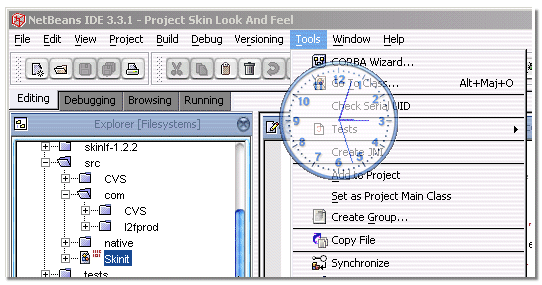 NetBeans IDE 3.3.1 - Project Skin Look And Feel
File Edit View Project Build Debug Versioning Tools Window Help
CORBA Wizard...
Go To Class... Alt+Maj+O
Editing Debugging Browsing Running
Check Serial UID
Explorer [Filesystems]
Tests
skinlf-1.2.2
Create JNLP
src
CVS
Add to Project
com
Set as Project Main Class
CVS
Create Group...
l2fprod
native
Copy File
Skinit
Synchronize
tests
12 1 2 3 4 5 6 7 8 9 10 11